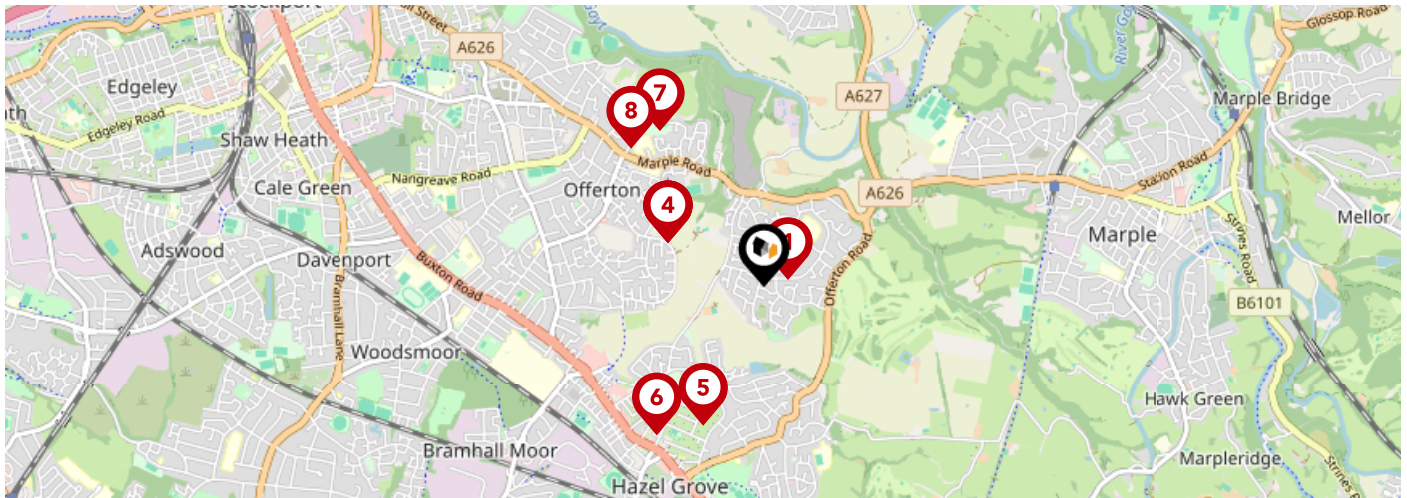 Stockport
Street
A626
Edgeley
Edgeley Road
Shaw Heath
7
8
A627
River Goyt
Glossop Road
Marple Bridge
Cale Green
Nangreave Road
Marple Road
Offerton
4
A626
Station Road
Mellor
Adswood
Davenport
Buxton Road
Bramhall Lane
Offerton Road
Marple
Strines Road
B6101
Woodsmoor
6
5
Hawk Green
Bramhall Moor
Marpleridge
Hazel Grove
Strines